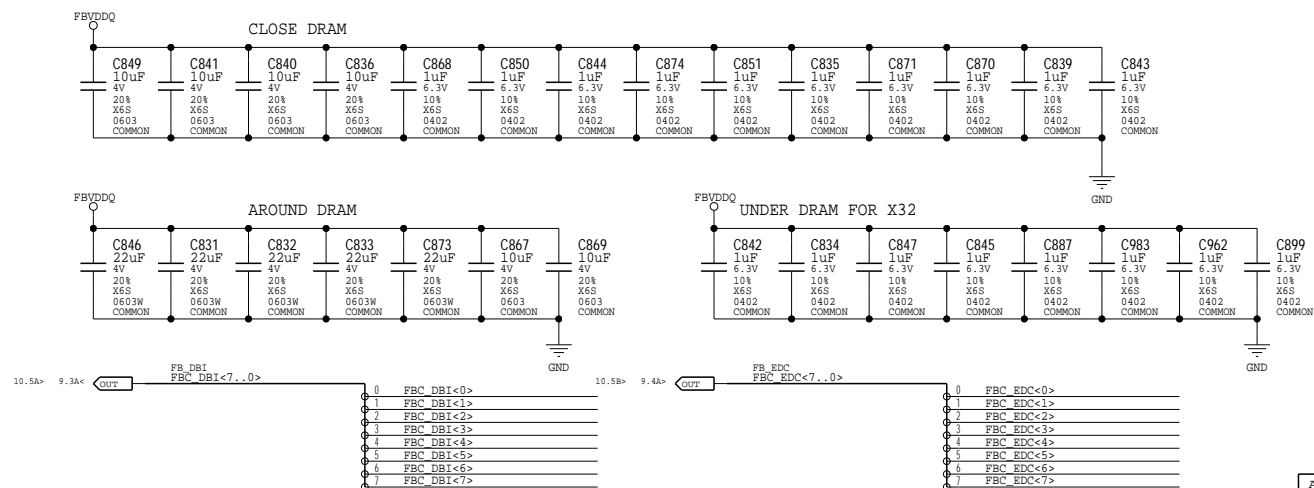 FBVDDQ
CLOSE DRAM
C849 C841 C840 C836 C868 C850 C844 C874 C851 C835 C871 C870 C839 C843
10uF 10uF 10uF 10uF 1uF 1uF 1uF 1uF 1uF 1uF 1uF 1uF 1uF 1uF
4V 4V 4V 4V 6.3V 6.3V 6.3V 6.3V 6.3V 6.3V 6.3V 6.3V 6.3V 6.3V
20% 20% 20% 20% 10% 10% 10% 10% 10% 10% 10% 10% 10% 10%
X6S X6S X6S X6S X6S X6S X6S X6S X6S X6S X6S X6S X6S X6S
0603 0603 0603 0603 0402 0402 0402 0402 0402 0402 0402 0402 0402 0402
COMMON COMMON COMMON COMMON COMMON COMMON COMMON COMMON COMMON COMMON COMMON COMMON COMMON COMMON
GND
FBVDDQ
AROUND DRAM
C846 C831 C832 C833 C873 C867 C869
22uF 22uF 22uF 22uF 22uF 10uF 10uF
4V 4V 4V 4V 4V 4V 4V
20% 20% 20% 20% 20% 20% 20%
X6S X6S X6S X6S X6S X6S X6S
0603W 0603W 0603W 0603W 0603W 0603 0603
COMMON COMMON COMMON COMMON COMMON COMMON COMMON
GND
FBVDDQ
UNDER DRAM FOR X32
C842 C834 C847 C845 C887 C983 C962 C899
1uF 1uF 1uF 1uF 1uF 1uF 1uF 1uF
6.3V 6.3V 6.3V 6.3V 6.3V 6.3V 6.3V 6.3V
10% 10% 10% 10% 10% 10% 10% 10%
X6S X6S X6S X6S X6S X6S X6S X6S
0402 0402 0402 0402 0402 0402 0402 0402
COMMON COMMON COMMON COMMON COMMON COMMON COMMON COMMON
GND
10.5A> 9.3A< OUT
FB_DBI
FBC_DBI<7..0>
0 FBC_DBI<0>
1 FBC_DBI<1>
2 FBC_DBI<2>
3 FBC_DBI<3>
4 FBC_DBI<4>
5 FBC_DBI<5>
6 FBC_DBI<6>
7 FBC_DBI<7>
10.5B> 9.4A> OUT
FB_EDC
FBC_EDC<7..0>
0 FBC_EDC<0>
1 FBC_EDC<1>
2 FBC_EDC<2>
3 FBC_EDC<3>
4 FBC_EDC<4>
5 FBC_EDC<5>
6 FBC_EDC<6>
7 FBC_EDC<7>